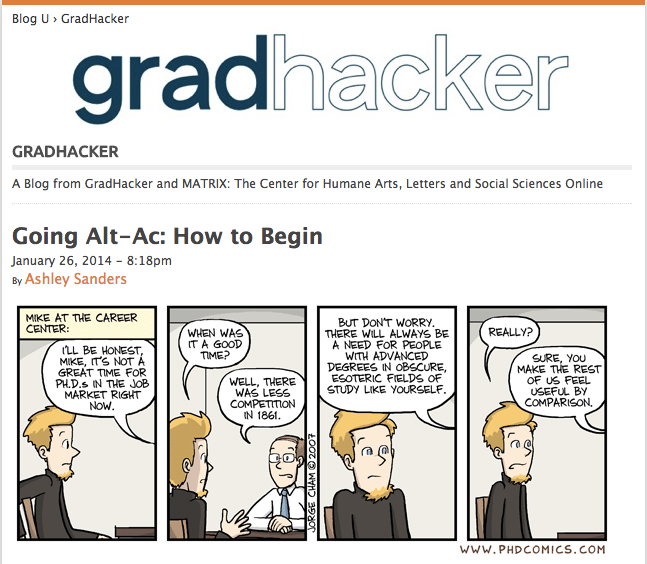 Blog U › GradHacker
gradhacker
GRADHACKER
A Blog from GradHacker and MATRIX: The Center for Humane Arts, Letters and Social Sciences Online
Going Alt-Ac: How to Begin
January 26, 2014 - 8:18pm
By Ashley Sanders
MIKE AT THE CAREER
CENTER:
I'LL BE HONEST,
MIKE, IT'S NOT A
GREAT TIME FOR
PH.D.s IN THE JOB
MARKET RIGHT
NOW.
WHEN WAS
IT A GOOD
TIME?
WELL, THERE
WAS LESS
COMPETITION
IN 1861.
JORGE CHAM © 2007
BUT DON'T WORRY.
THERE WILL ALWAYS BE
A NEED FOR PEOPLE
WITH ADVANCED
DEGREES IN OBSCURE,
ESOTERIC FIELDS OF
STUDY LIKE YOURSELF.
REALLY?
SURE, YOU
MAKE THE REST
OF US FEEL
USEFUL BY
COMPARISON.
WWW.PHDCOMICS.COM